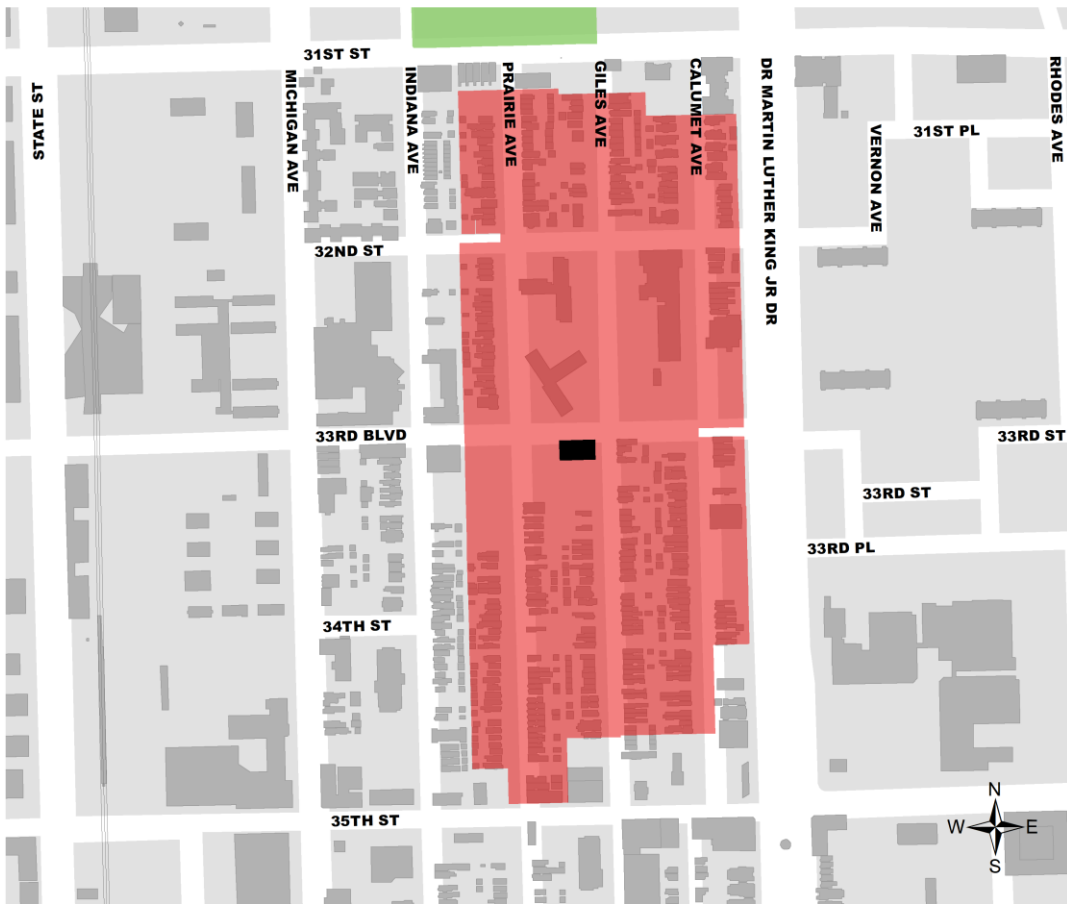 31ST ST
STATE ST
MICHIGAN AVE
INDIANA AVE
PRAIRIE AVE
GILES AVE
CALUMET AVE
DR MARTIN LUTHER KING JR DR
VERNON AVE
31ST PL
RHODES AVE
32ND ST
33RD BLVD
33RD ST
33RD ST
33RD PL
34TH ST
35TH ST
N
W
E
S